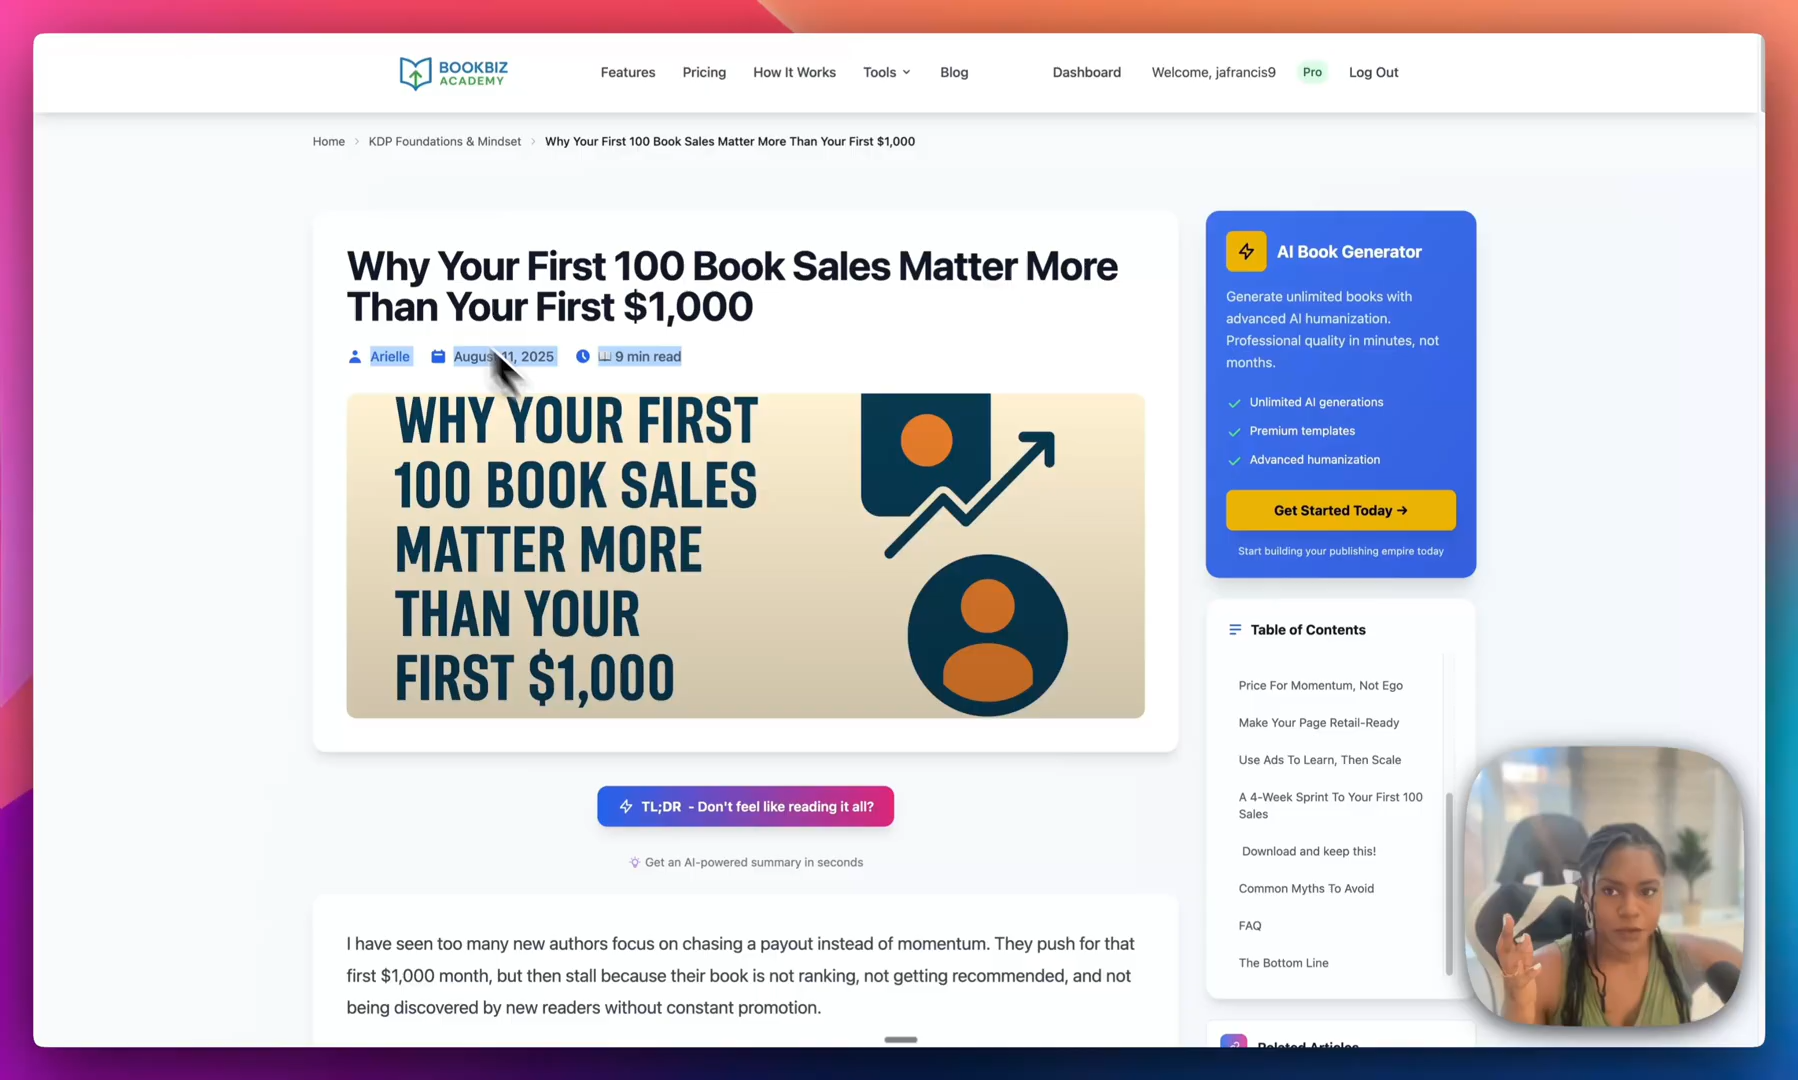 BOOKBIZ
ACADEMY
Features
Pricing
How It Works
Tools
Blog
Dashboard
Welcome, jafrancis9
Pro
Log Out
Home > KDP Foundations & Mindset > Why Your First 100 Book Sales Matter More Than Your First $1,000
Why Your First 100 Book Sales Matter More
Than Your First $1,000
Arielle
August 11, 2025
9 min read
WHY YOUR FIRST
100 BOOK SALES
MATTER MORE
THAN YOUR
FIRST $1,000
TL;DR - Don't feel like reading it all?
Get an AI-powered summary in seconds
I have seen too many new authors focus on chasing a payout instead of momentum. They push for that
first $1,000 month, but then stall because their book is not ranking, not getting recommended, and not
being discovered by new readers without constant promotion.
AI Book Generator
Generate unlimited books with
advanced AI humanization.
Professional quality in minutes, not
months.
Unlimited AI generations
Premium templates
Advanced humanization
Get Started Today →
Start building your publishing empire today
Table of Contents
Price For Momentum, Not Ego
Make Your Page Retail-Ready
Use Ads To Learn, Then Scale
A 4-Week Sprint To Your First 100
Sales
Download and keep this!
Common Myths To Avoid
FAQ
The Bottom Line
Related Articles